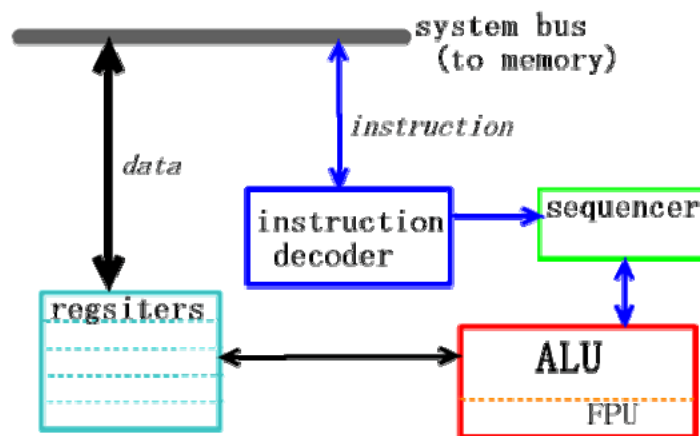 system bus
(to memory)
instruction
data
instruction
decoder
sequencer
regsiters
ALU
FPU